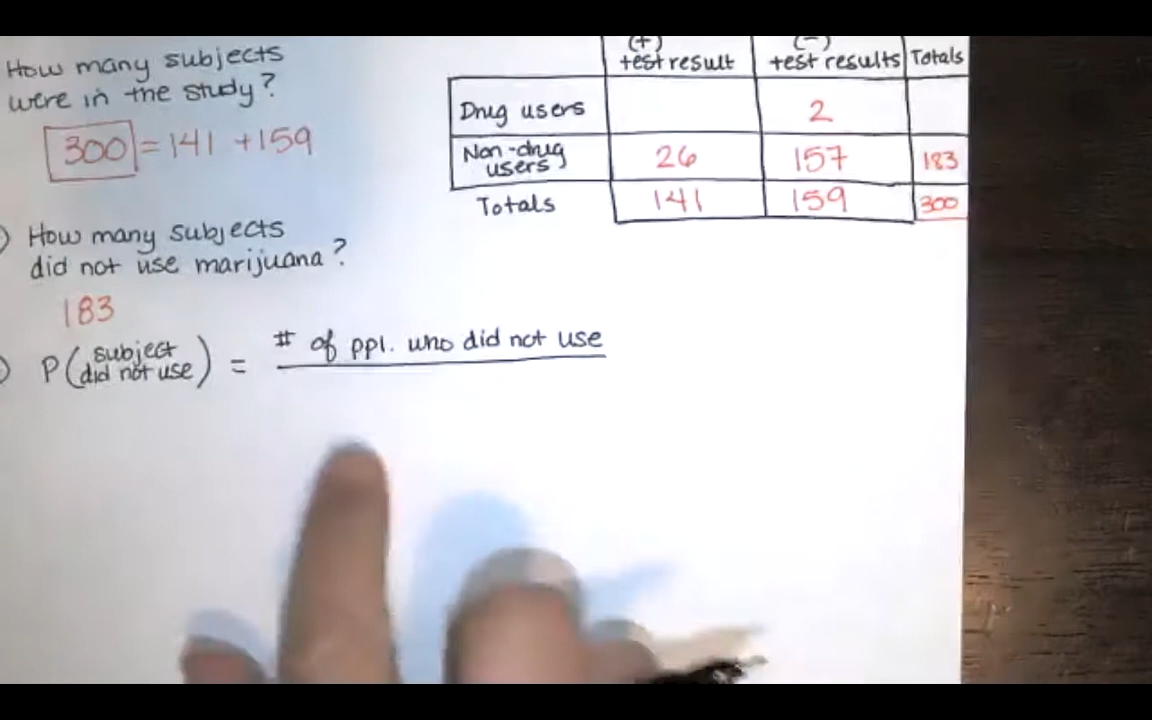 How many subjects
were in the study?
300 = 141 + 159
) How many subjects
did not use marijuana?
183
) P(subject did not use) = # of ppl. who did not use
(+) (-)
test result test results Totals
Drug users 2
Non-drug users 26 157 183
Totals 141 159 300